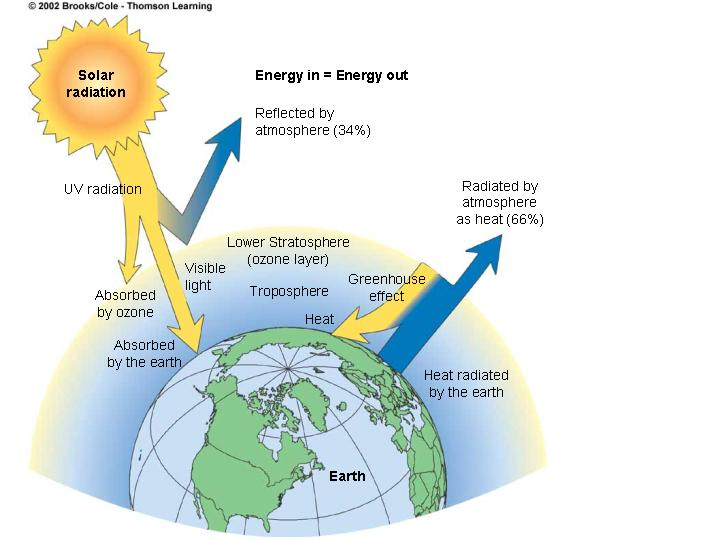 © 2002 Brooks/Cole - Thomson Learning
Solar
radiation
Energy in = Energy out
Reflected by
atmosphere (34%)
UV radiation
Radiated by
atmosphere
as heat (66%)
Lower Stratosphere
(ozone layer)
Visible
light
Troposphere
Greenhouse
effect
Absorbed
by ozone
Heat
Absorbed
by the earth
Heat radiated
by the earth
Earth